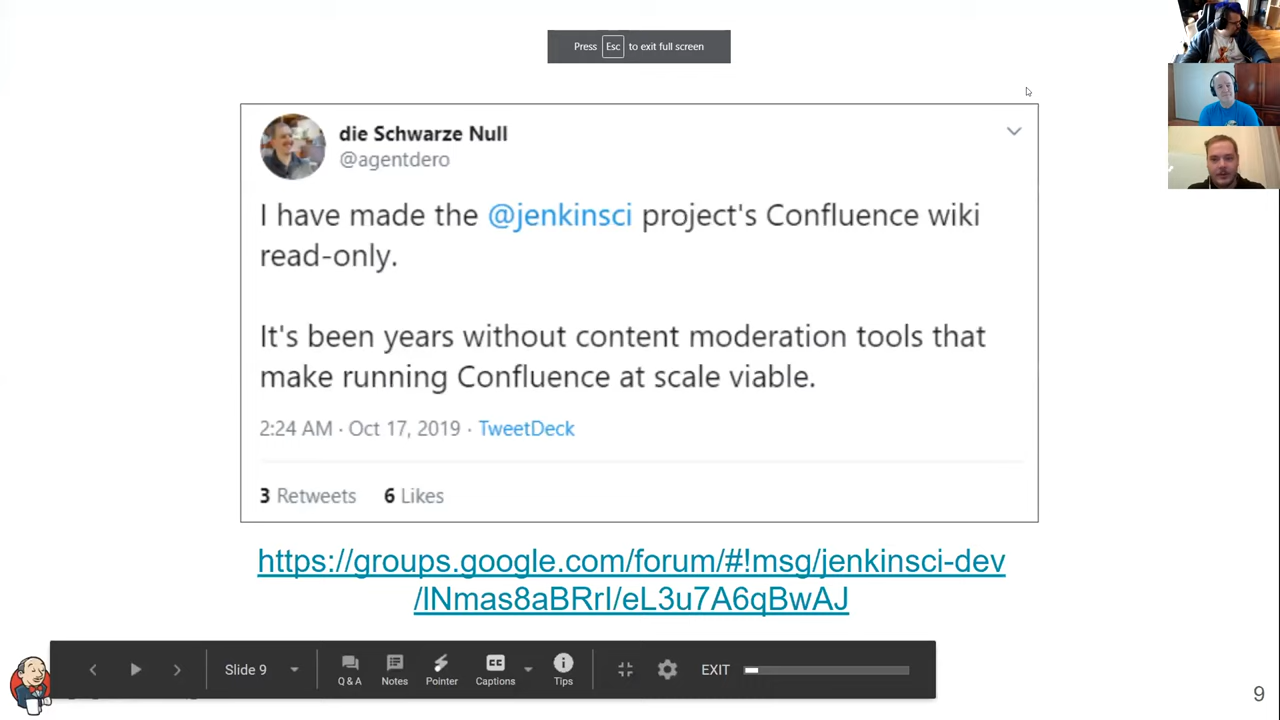 Press Esc to exit full screen
die Schwarze Null
@agentdero
I have made the @jenkinsci project's Confluence wiki
read-only.
It's been years without content moderation tools that
make running Confluence at scale viable.
2:24 AM · Oct 17, 2019 · TweetDeck
3 Retweets 6 Likes
https://groups.google.com/forum/#!msg/jenkinsci-dev
/lNmas8aBRrI/eL3u7A6qBwAJ
Slide 9
Q & A
Notes
Pointer
CC
Captions
Tips
EXIT
9